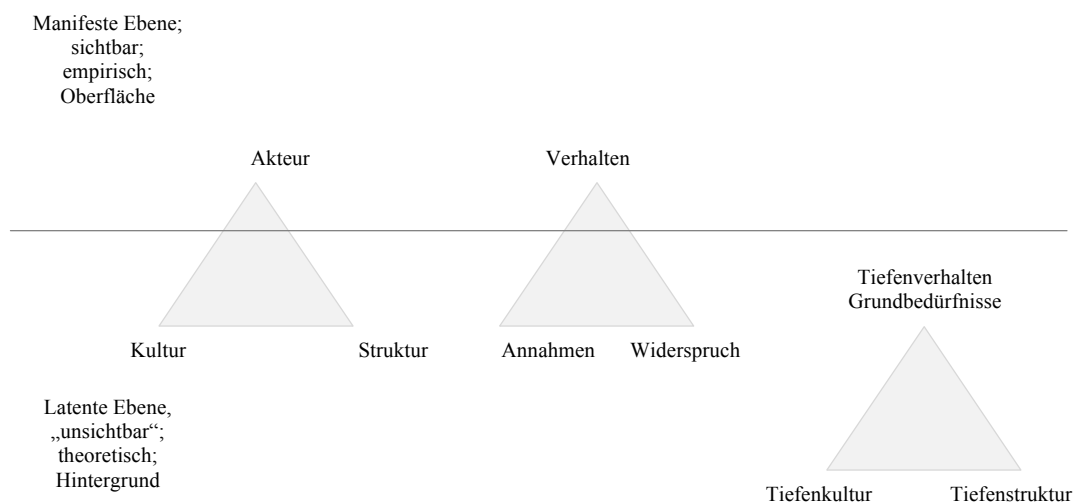 Manifeste Ebene;
sichtbar;
empirisch;
Oberfläche
Akteur
Verhalten
Tiefenverhalten
Grundbedürfnisse
Kultur
Struktur
Annahmen
Widerspruch
Latente Ebene,
„unsichtbar“;
theoretisch;
Hintergrund
Tiefenkultur
Tiefenstruktur